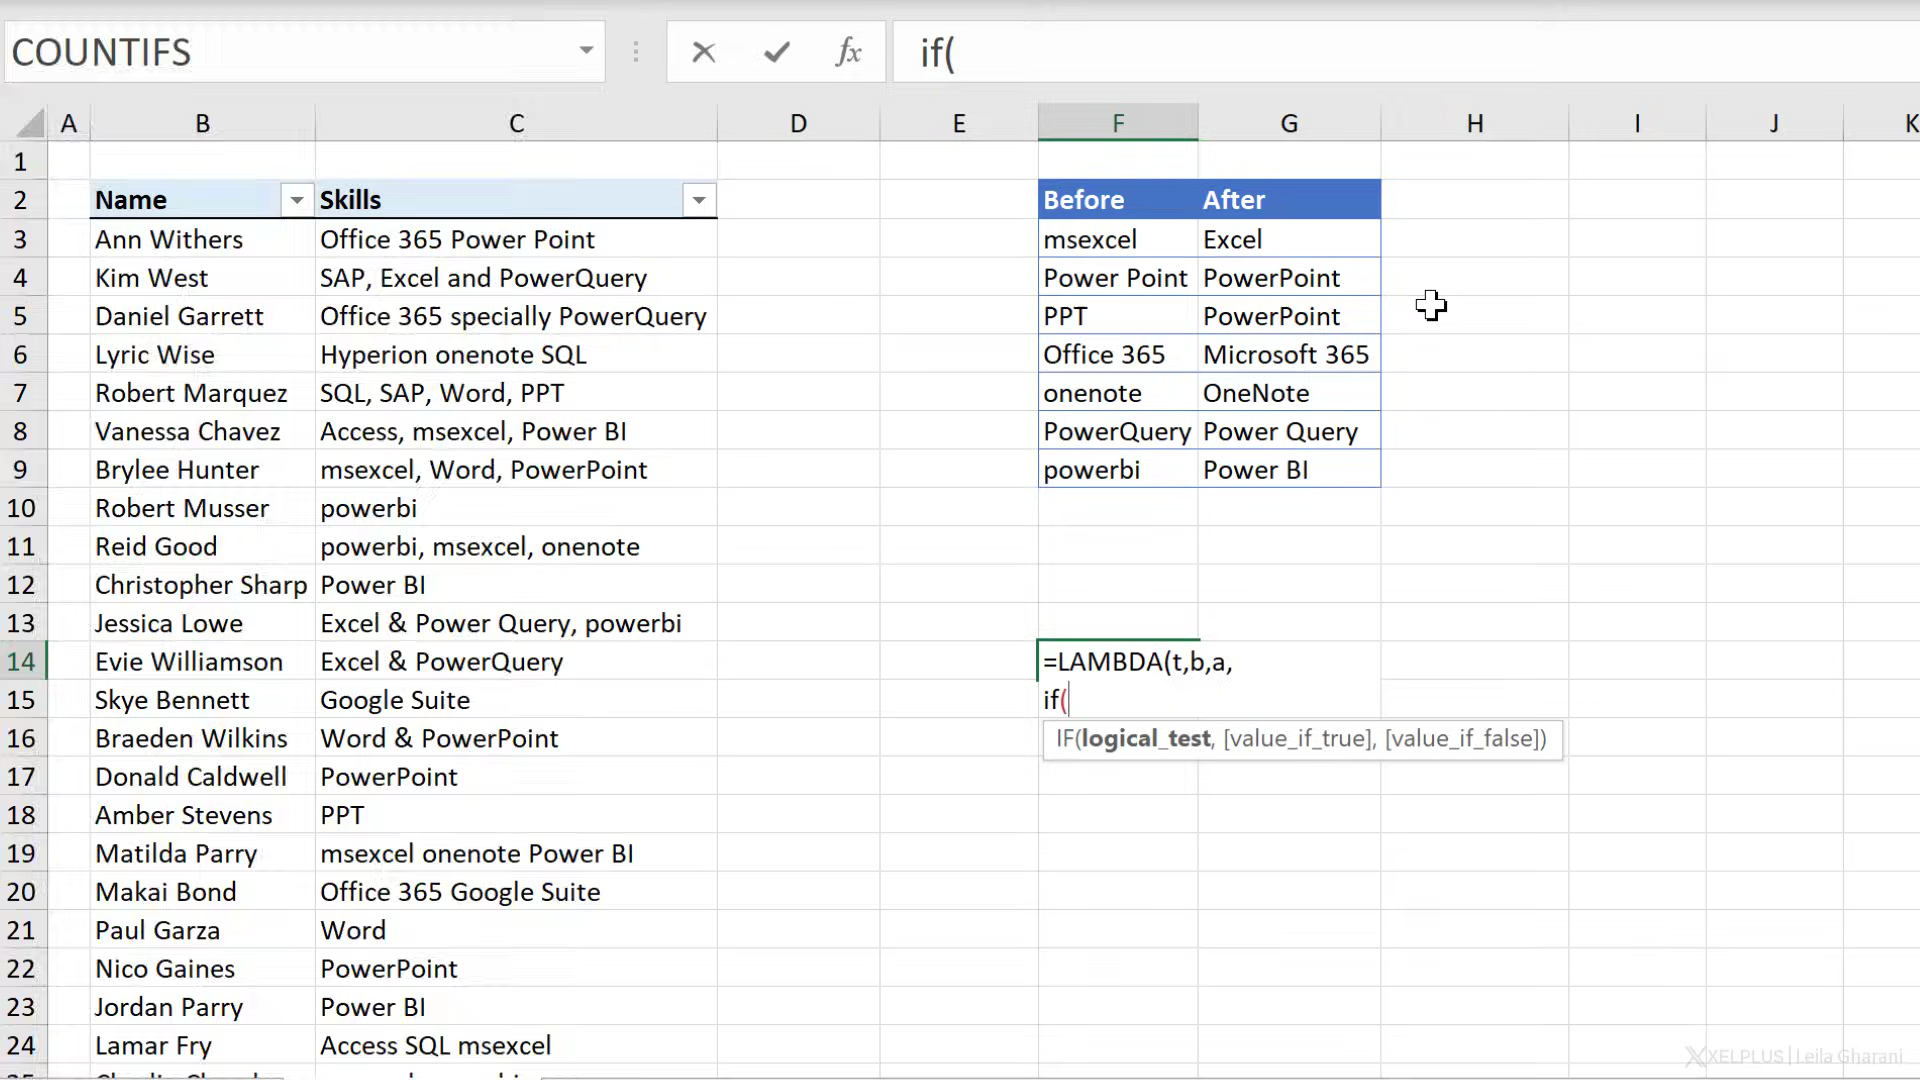 COUNTIFS fx if(
A B C D E F G H I J K
1
2 Name Skills Before After
3 Ann Withers Office 365 Power Point msexcel Excel
4 Kim West SAP, Excel and PowerQuery Power Point PowerPoint
5 Daniel Garrett Office 365 specially PowerQuery PPT PowerPoint
6 Lyric Wise Hyperion onenote SQL Office 365 Microsoft 365
7 Robert Marquez SQL, SAP, Word, PPT onenote OneNote
8 Vanessa Chavez Access, msexcel, Power BI PowerQuery Power Query
9 Brylee Hunter msexcel, Word, PowerPoint powerbi Power BI
10 Robert Musser powerbi
11 Reid Good powerbi, msexcel, onenote
12 Christopher Sharp Power BI
13 Jessica Lowe Excel & Power Query, powerbi
14 Evie Williamson Excel & PowerQuery =LAMBDA(t,b,a,
15 Skye Bennett Google Suite if(
16 Braeden Wilkins Word & PowerPoint IF(logical_test, [value_if_true], [value_if_false])
17 Donald Caldwell PowerPoint
18 Amber Stevens PPT
19 Matilda Parry msexcel onenote Power BI
20 Makai Bond Office 365 Google Suite
21 Paul Garza Word
22 Nico Gaines PowerPoint
23 Jordan Parry Power BI
24 Lamar Fry Access SQL msexcel
XELPLUS | Leila Gharani